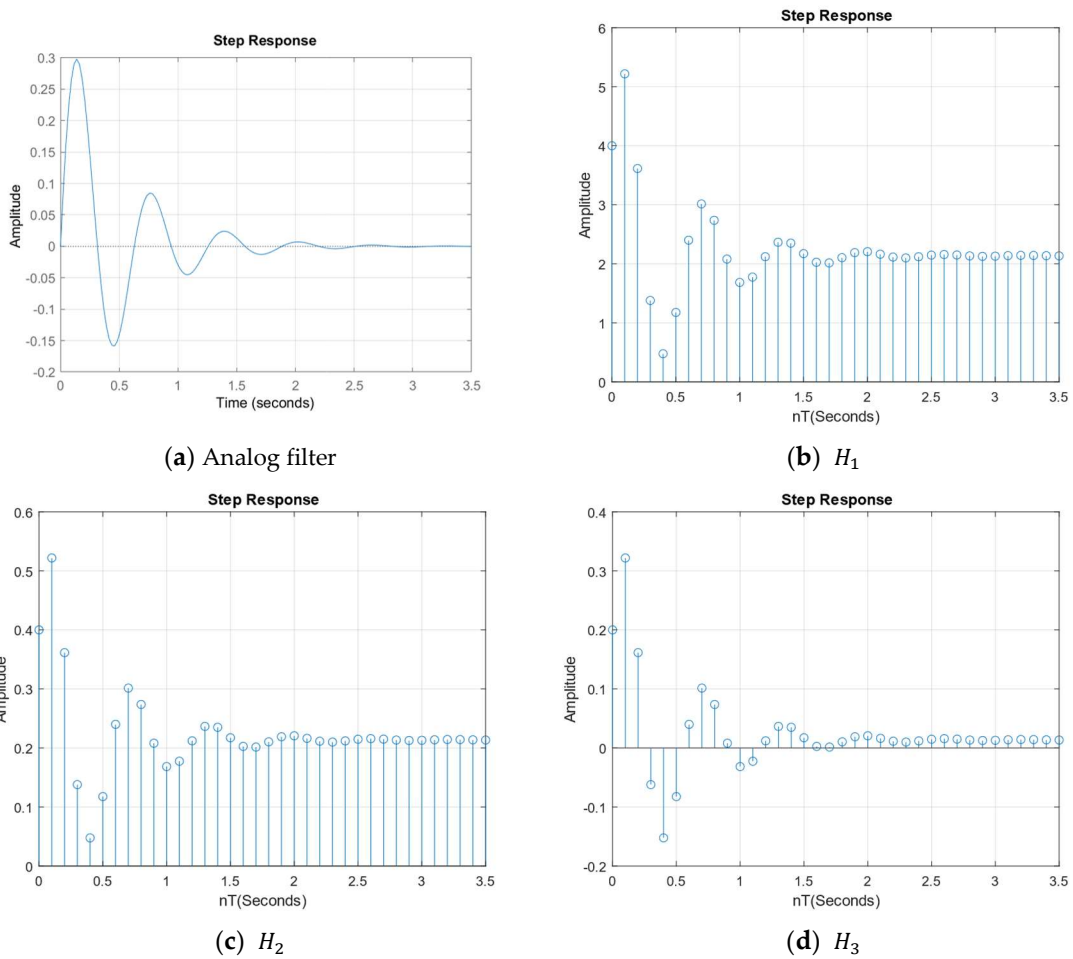 Step Response
0.3
0.25
0.2
0.15
0.1
0.05
0
-0.05
-0.1
-0.15
-0.2
Amplitude
0 0.5 1 1.5 2 2.5 3 3.5
Time (seconds)
(a) Analog filter
Step Response
6
5
4
3
2
1
0
Amplitude
0 0.5 1 1.5 2 2.5 3 3.5
nT(Seconds)
(b) H₁
Step Response
0.6
0.5
0.4
0.3
0.2
0.1
0
Amplitude
0 0.5 1 1.5 2 2.5 3 3.5
nT(Seconds)
(c) H₂
Step Response
0.4
0.3
0.2
0.1
0
-0.1
-0.2
Amplitude
0 0.5 1 1.5 2 2.5 3 3.5
nT(Seconds)
(d) H₃